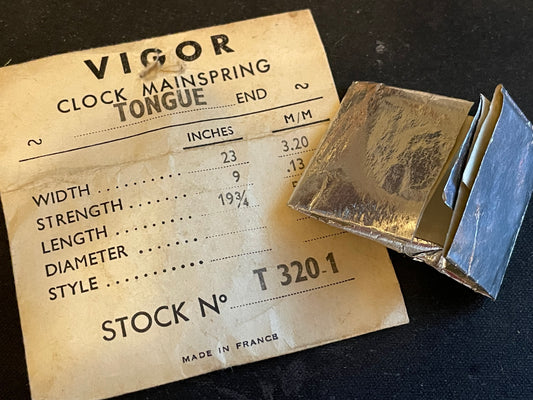 VIGOR
CLOCK MAINSPRING
~ TONGUE END ~
INCHES M/M
WIDTH .......... 23 3.20
STRENGTH ....... 9 .13
LENGTH .......... 19¾
DIAMETER .....
STYLE ...........
STOCK Nº T 320-1
MADE IN FRANCE